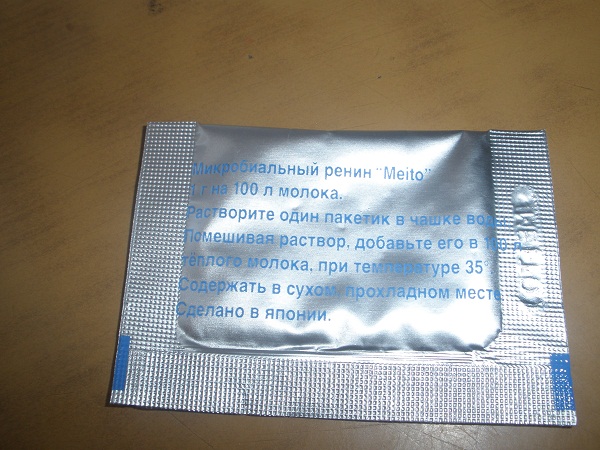 Микробиальный ренин "Meito"
1 г на 100 л молока.
Растворите один пакетик в чашке воды.
Помешивая раствор, добавьте его в 100 л
тёплого молока, при температуре 35°.
Содержать в сухом, прохладном месте
Сделано в японии.